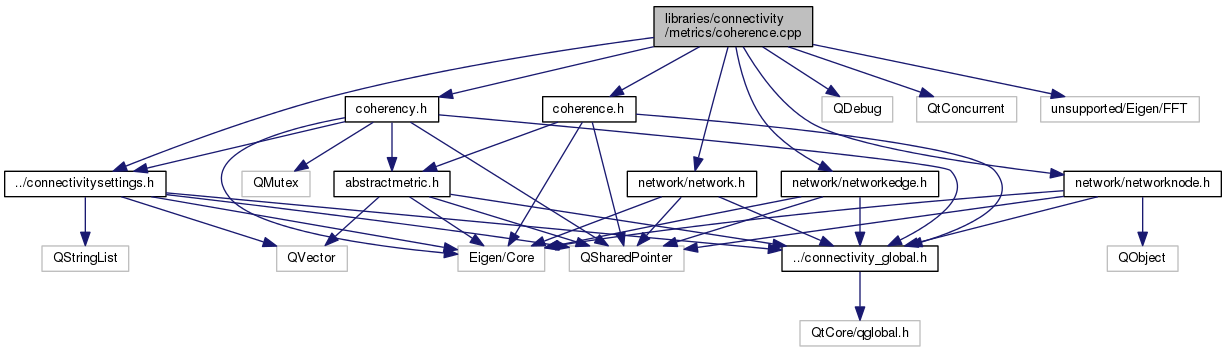 libraries/connectivity
/metrics/coherence.cpp
coherency.h
coherence.h
QDebug
QtConcurrent
unsupported/Eigen/FFT
../connectivitysettings.h
QMutex
abstractmetric.h
network/network.h
network/networkedge.h
network/networknode.h
QStringList
QVector
Eigen/Core
QSharedPointer
../connectivity_global.h
QObject
QtCore/qglobal.h